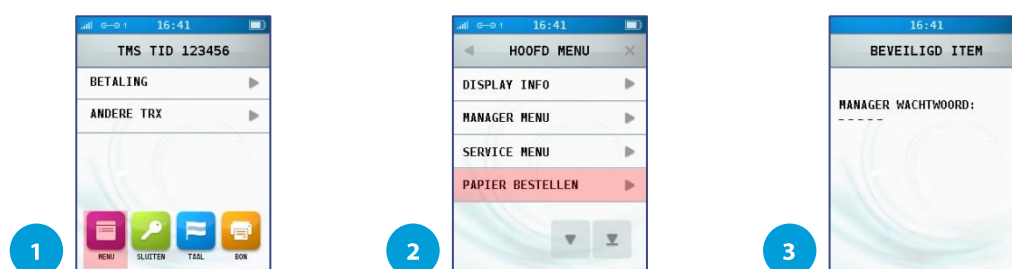 16:41
TMS TID 123456
BETALING
ANDERE TRX
MENU SLUITEN TAAL BON
1
16:41
HOOFD MENU
DISPLAY INFO
MANAGER MENU
SERVICE MENU
PAPIER BESTELLEN
2
16:41
BEVEILIGD ITEM
MANAGER WACHTWOORD:
- - - - -
3